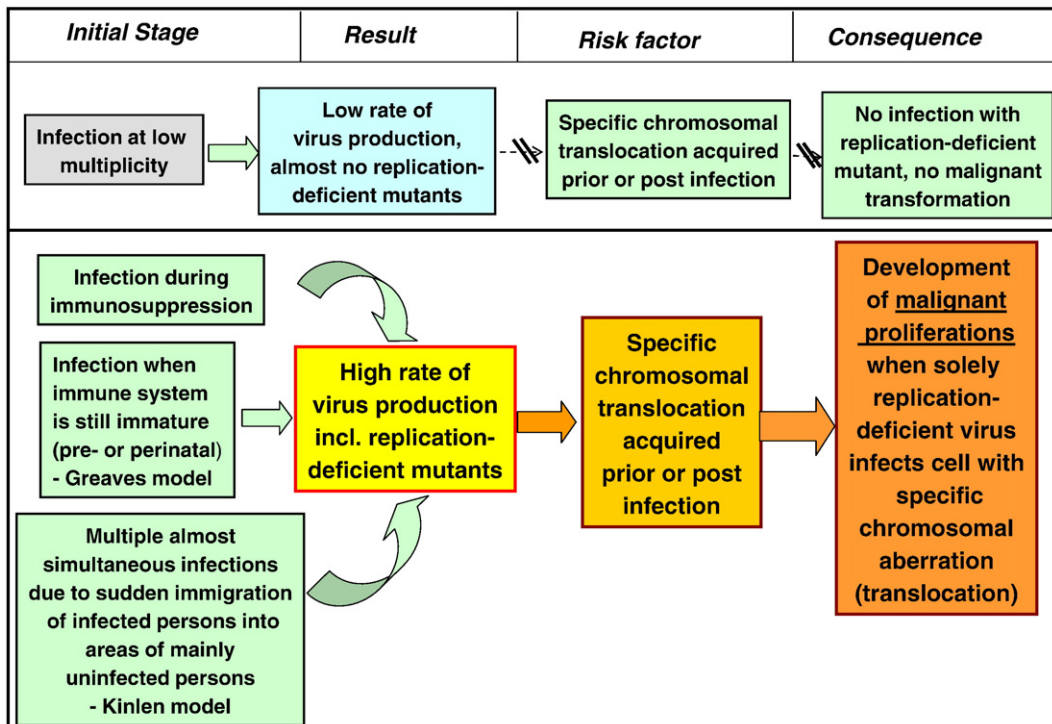 Initial Stage
Result
Risk factor
Consequence
Infection at low
multiplicity
Low rate of
virus production,
almost no replication-
deficient mutants
Specific chromosomal
translocation acquired
prior or post infection
No infection with
replication-deficient
mutant, no malignant
transformation
Infection during
immunosuppression
Infection when
immune system
is still immature
(pre- or perinatal)
- Greaves model
Multiple almost
simultaneous infections
due to sudden immigration
of infected persons into
areas of mainly
uninfected persons
- Kinlen model
High rate of
virus production
incl. replication-
deficient mutants
Specific
chromosomal
translocation
acquired
prior or post
infection
Development
of malignant
proliferations
when solely
replication-
deficient virus
infects cell with
specific
chromosomal
aberration
(translocation)